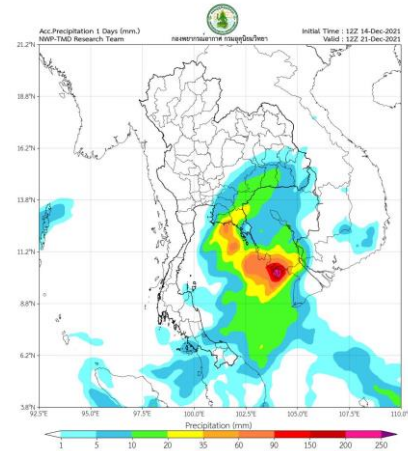 Acc.Precipitation 1 Days (mm.)
NWP-TMD Research Team
กองพยากรณ์อากาศ กรมอุตุนิยมวิทยา
Initial Time : 12Z 14-Dec-2021
Valid : 12Z 21-Dec-2021
21.2°N
18.8°N
16.2°N
13.8°N
11.2°N
8.8°N
6.2°N
3.8°N
92.5°E 95.0°E 97.5°E 100.0°E 102.5°E 105.0°E 107.5°E 110.0°E
Precipitation (mm)
1 5 10 20 35 60 90 150 200 250